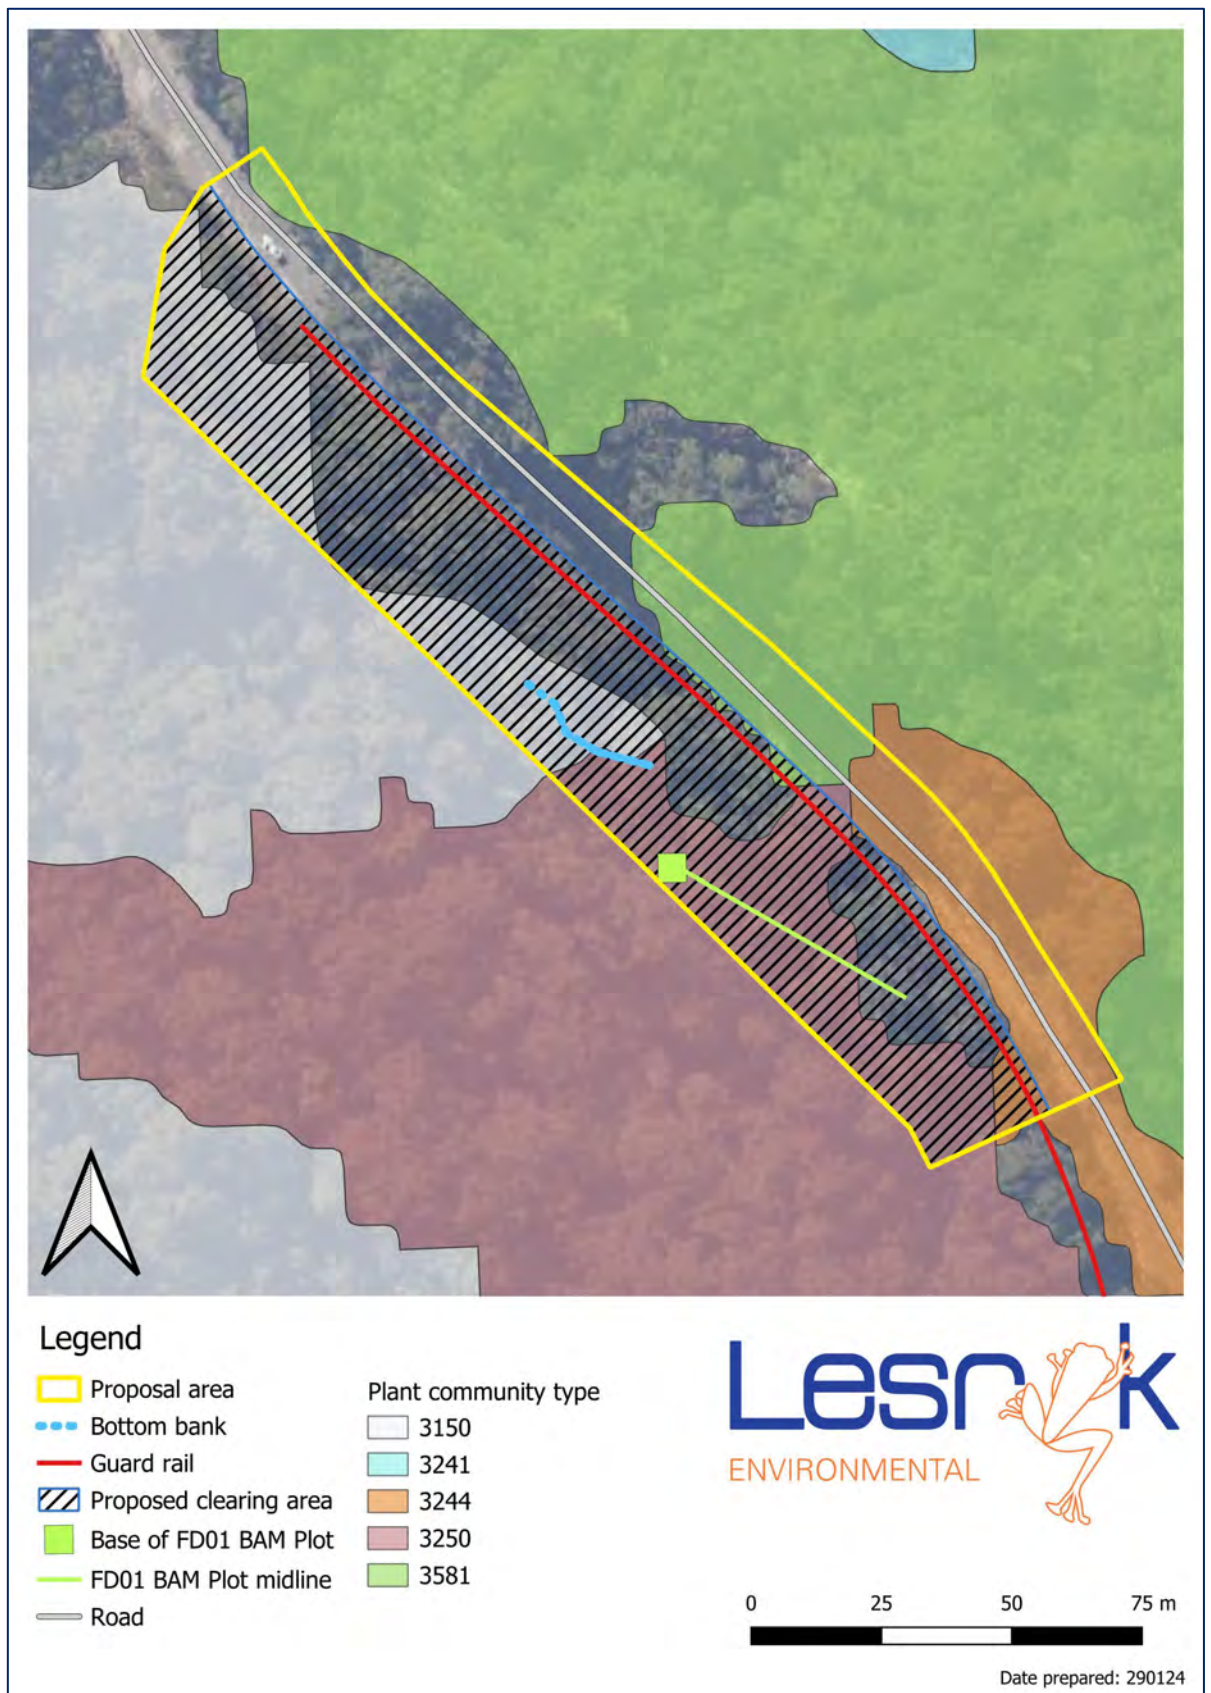 Legend
Proposal area
Bottom bank
Guard rail
Proposed clearing area
Base of FD01 BAM Plot
FD01 BAM Plot midline
Road
Plant community type
3150
3241
3244
3250
3581
Lesryk
ENVIRONMENTAL
0 25 50 75 m
Date prepared: 290124